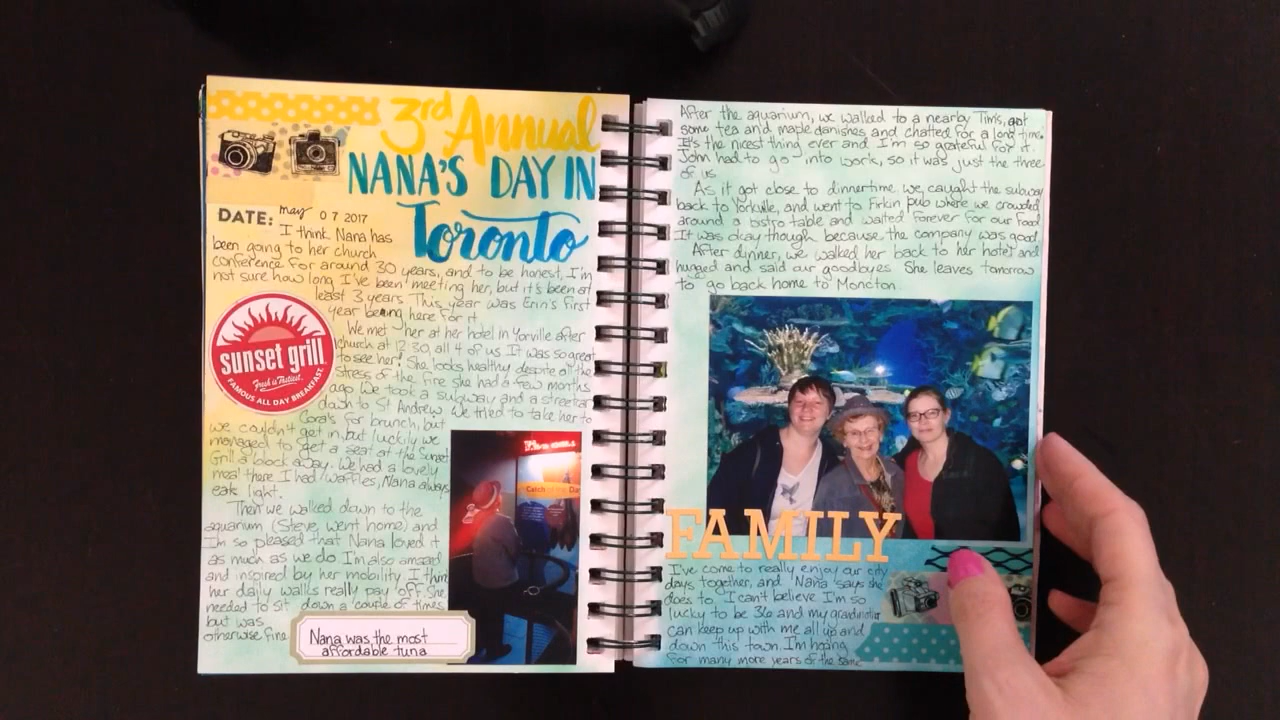 3rd Annual
NANA'S DAY IN
Toronto
DATE: may 07 2017
I think Nana has
been going to her church
conference for around 30 years, and to be honest, I'm
not sure how long I've been meeting her, but it's been at
least 3 years. This year was Erin's first
year being here for it.
We met her at her hotel in Yorville after
church at 12:30, all 4 of us. It was so great
to see her! She looks healthy despite all the
stress of the fire she had a few months
ago. We took a subway and a streetcar
down to St Andrew. We tried to take her to
Cora's for brunch, but
we couldn't get in, but luckily we
managed to get a seat at the Sunset
Grill a block away. We had a lovely
meal there. I had waffles, Nana always
eats light.
sunset grill
Fresh is Tastiest.
FAMOUS ALL DAY BREAKFAST
Then we walked down to the
aquarium (Steve went home) and
I'm so pleased that Nana loved it
as much as we do. I'm also amazed
and inspired by her mobility. I think
her daily walks really pay off. She
needed to sit down a couple of times
but was
otherwise fine
Catch of the Day
Nana was the most
affordable tuna
After the aquarium, we walked to a nearby Tims, got
some tea and maple danishes and chatted for a long time.
It's the nicest thing ever and I'm so grateful for it.
John had to go into work, so it was just the three
of us.
As it got close to dinnertime, we caught the subway
back to Yorkville, and went to Firkin pub where we crowded
around a bistro table and waited forever for our food.
It was okay though because the company was good.
After dinner, we walked her back to her hotel and
hugged and said our goodbyes. She leaves tomorrow
to go back home to Moncton.
FAMILY
I've come to really enjoy our city
days together, and Nana says she
does to. I can't believe I'm so
lucky to be 36 and my grandmother
can keep up with me all up and
down this town. I'm hoping
for many more years of the same